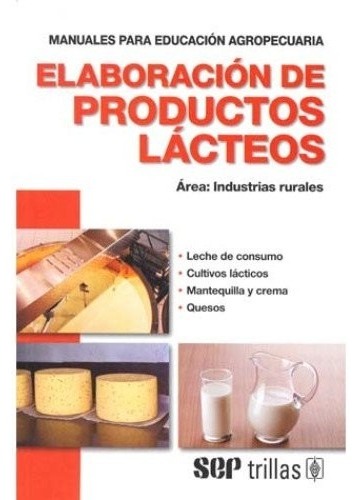 MANUALES PARA EDUCACIÓN AGROPECUARIA
ELABORACIÓN DE
PRODUCTOS
LÁCTEOS
Área: Industrias rurales
• Leche de consumo
• Cultivos lácticos
• Mantequilla y crema
• Quesos
SEP trillas